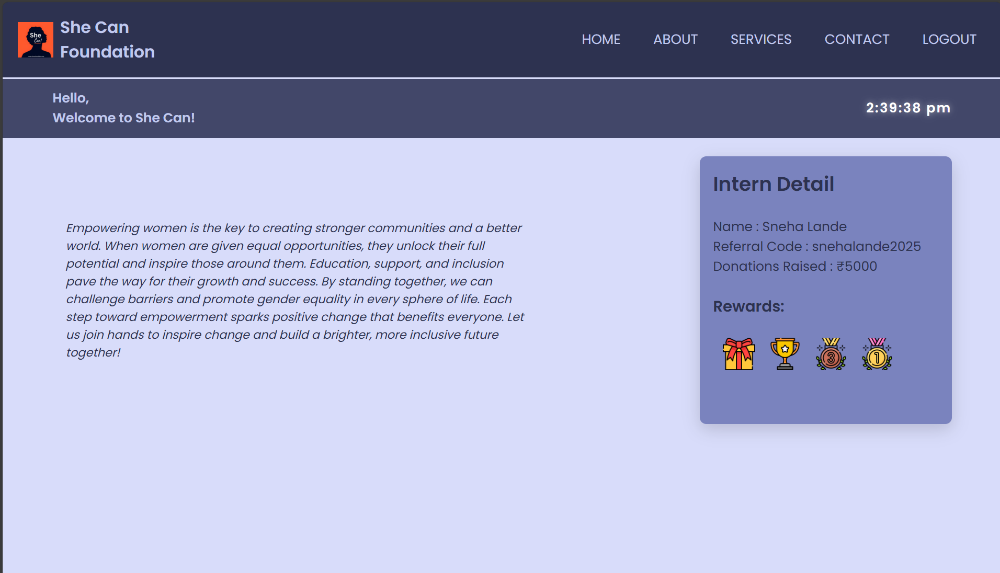 She
Can!
She Can
Foundation
HOME ABOUT SERVICES CONTACT LOGOUT
Hello,
Welcome to She Can!
2:39:38 pm
Empowering women is the key to creating stronger communities and a better
world. When women are given equal opportunities, they unlock their full
potential and inspire those around them. Education, support, and inclusion
pave the way for their growth and success. By standing together, we can
challenge barriers and promote gender equality in every sphere of life. Each
step toward empowerment sparks positive change that benefits everyone. Let
us join hands to inspire change and build a brighter, more inclusive future
together!
Intern Detail
Name : Sneha Lande
Referral Code : snehalande2025
Donations Raised : ₹5000
Rewards:
3 1